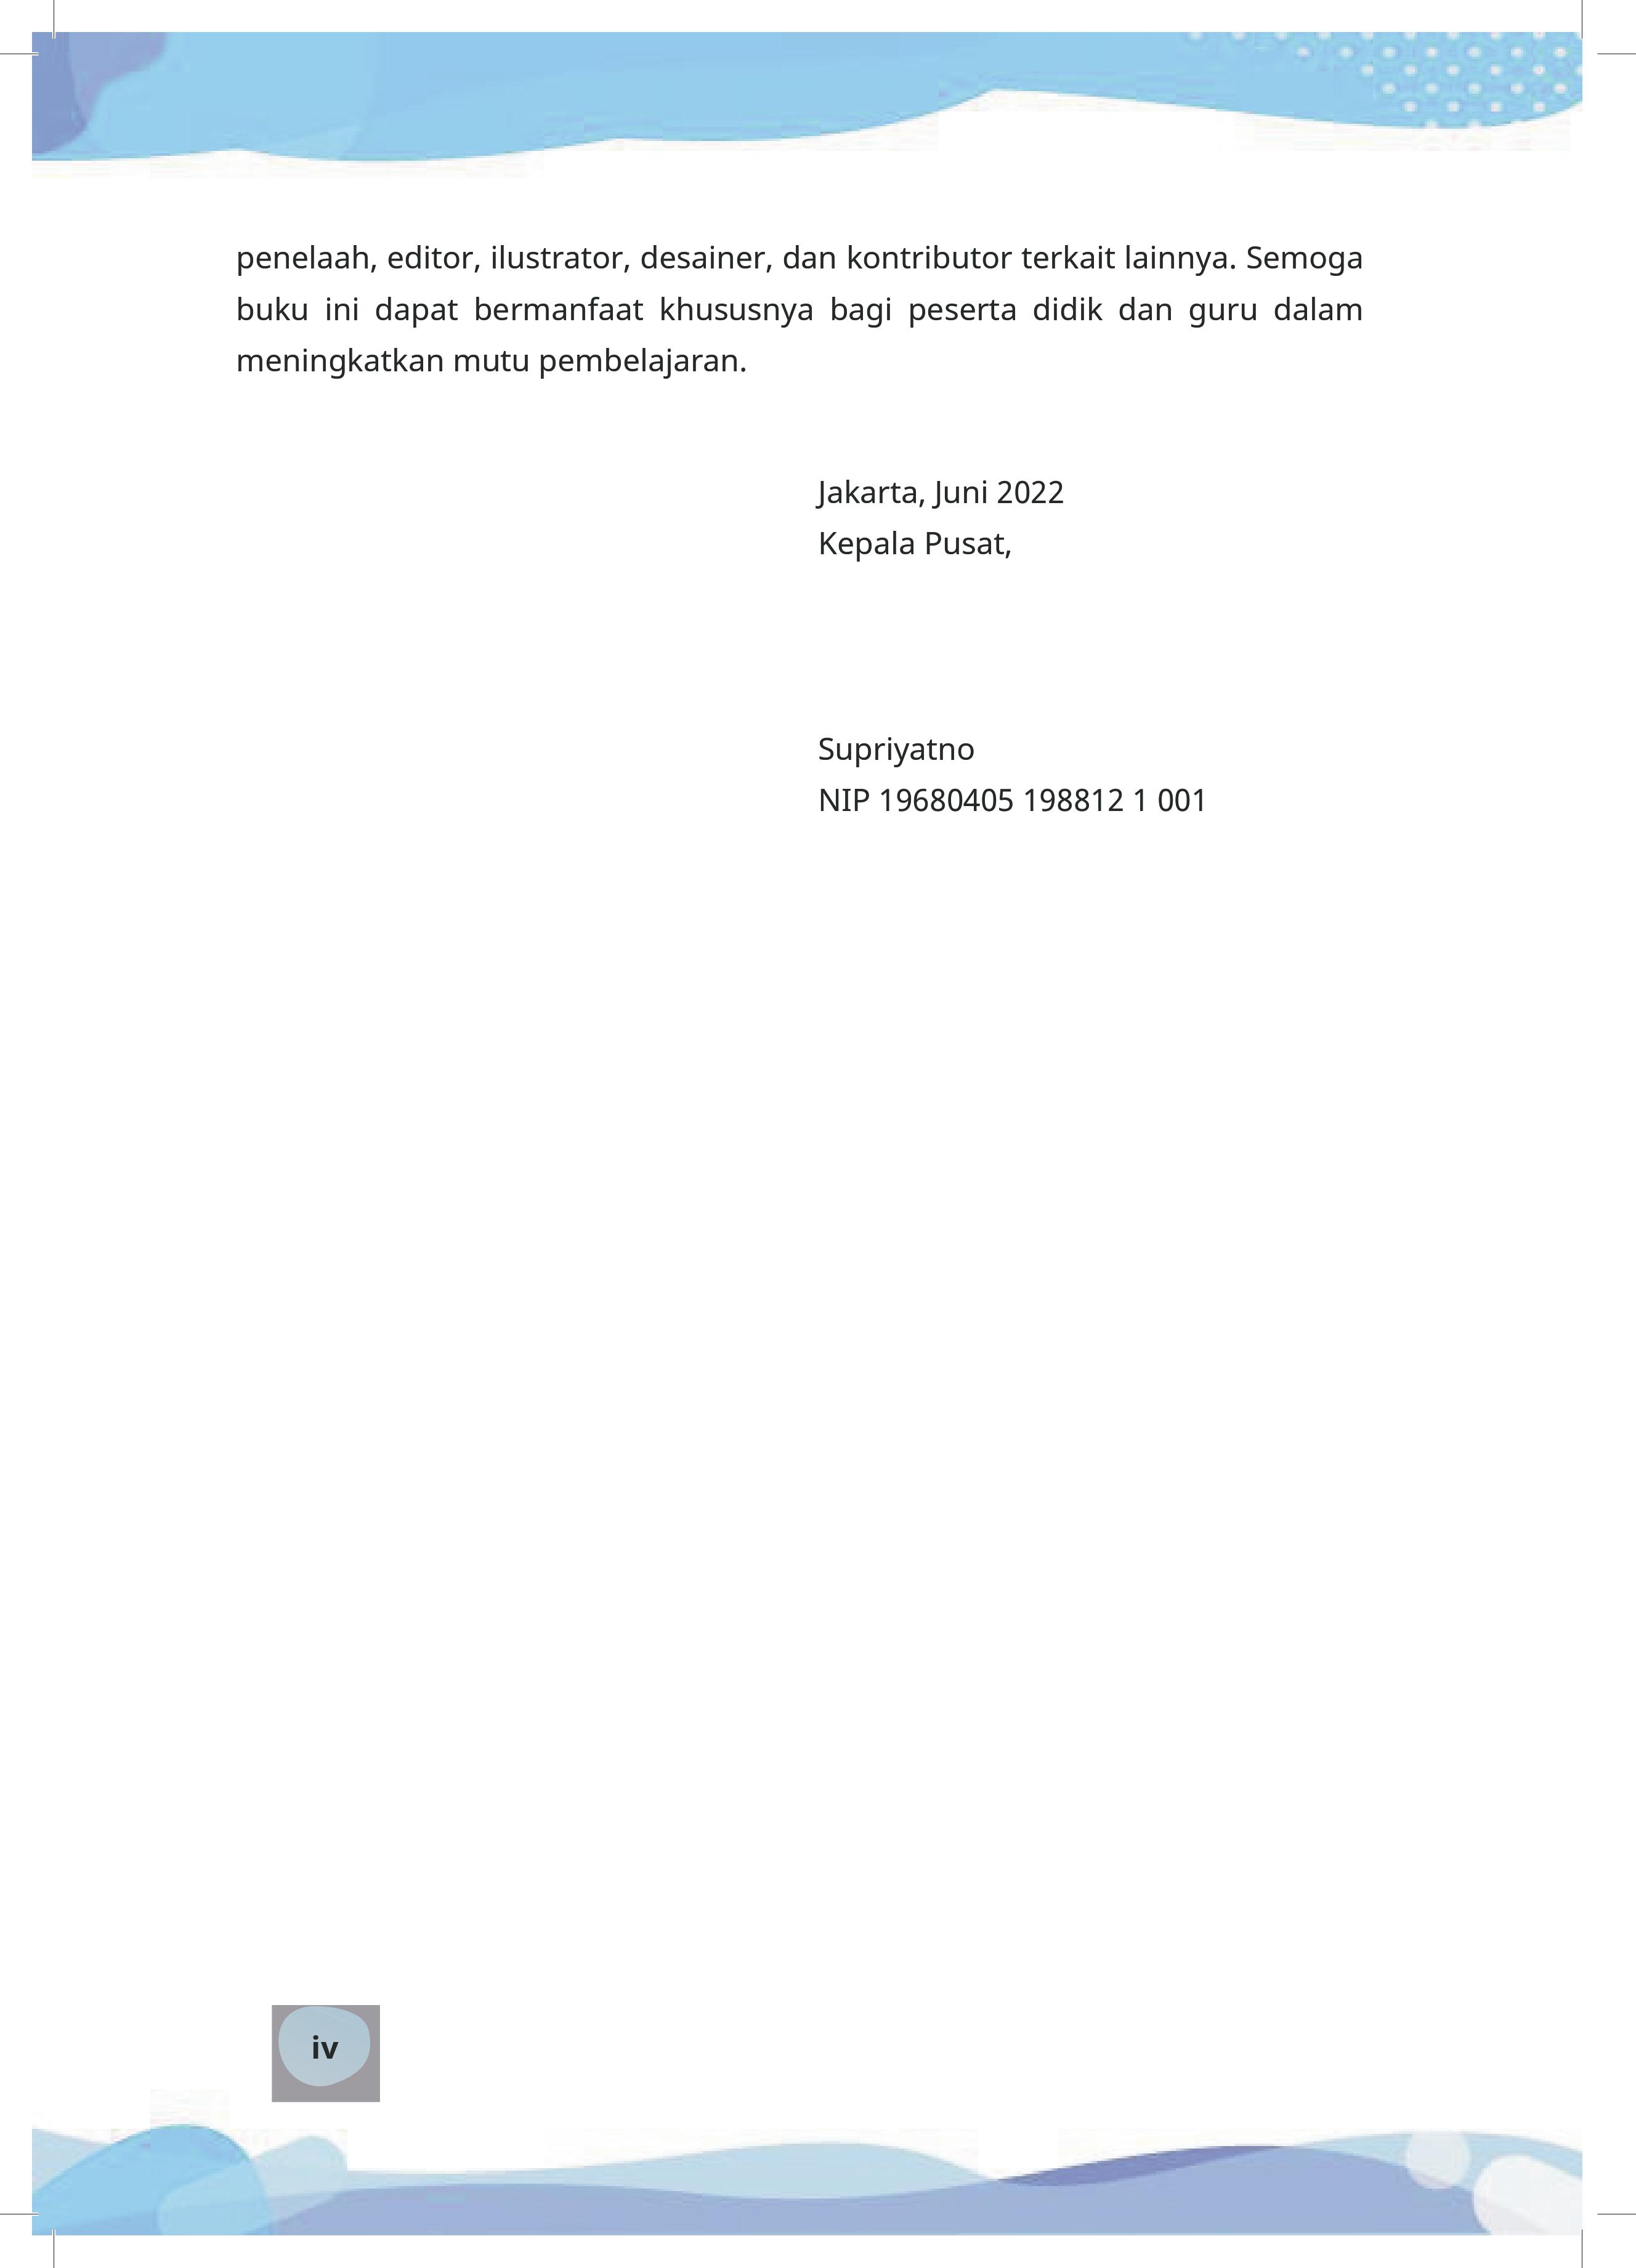 penelaah, editor, ilustrator, desainer, dan kontributor terkait lainnya. Semoga
buku ini dapat bermanfaat khususnya bagi peserta didik dan guru dalam
meningkatkan mutu pembelajaran.
Jakarta, Juni 2022
Kepala Pusat,
Supriyatno
NIP 19680405 198812 1 001
iv